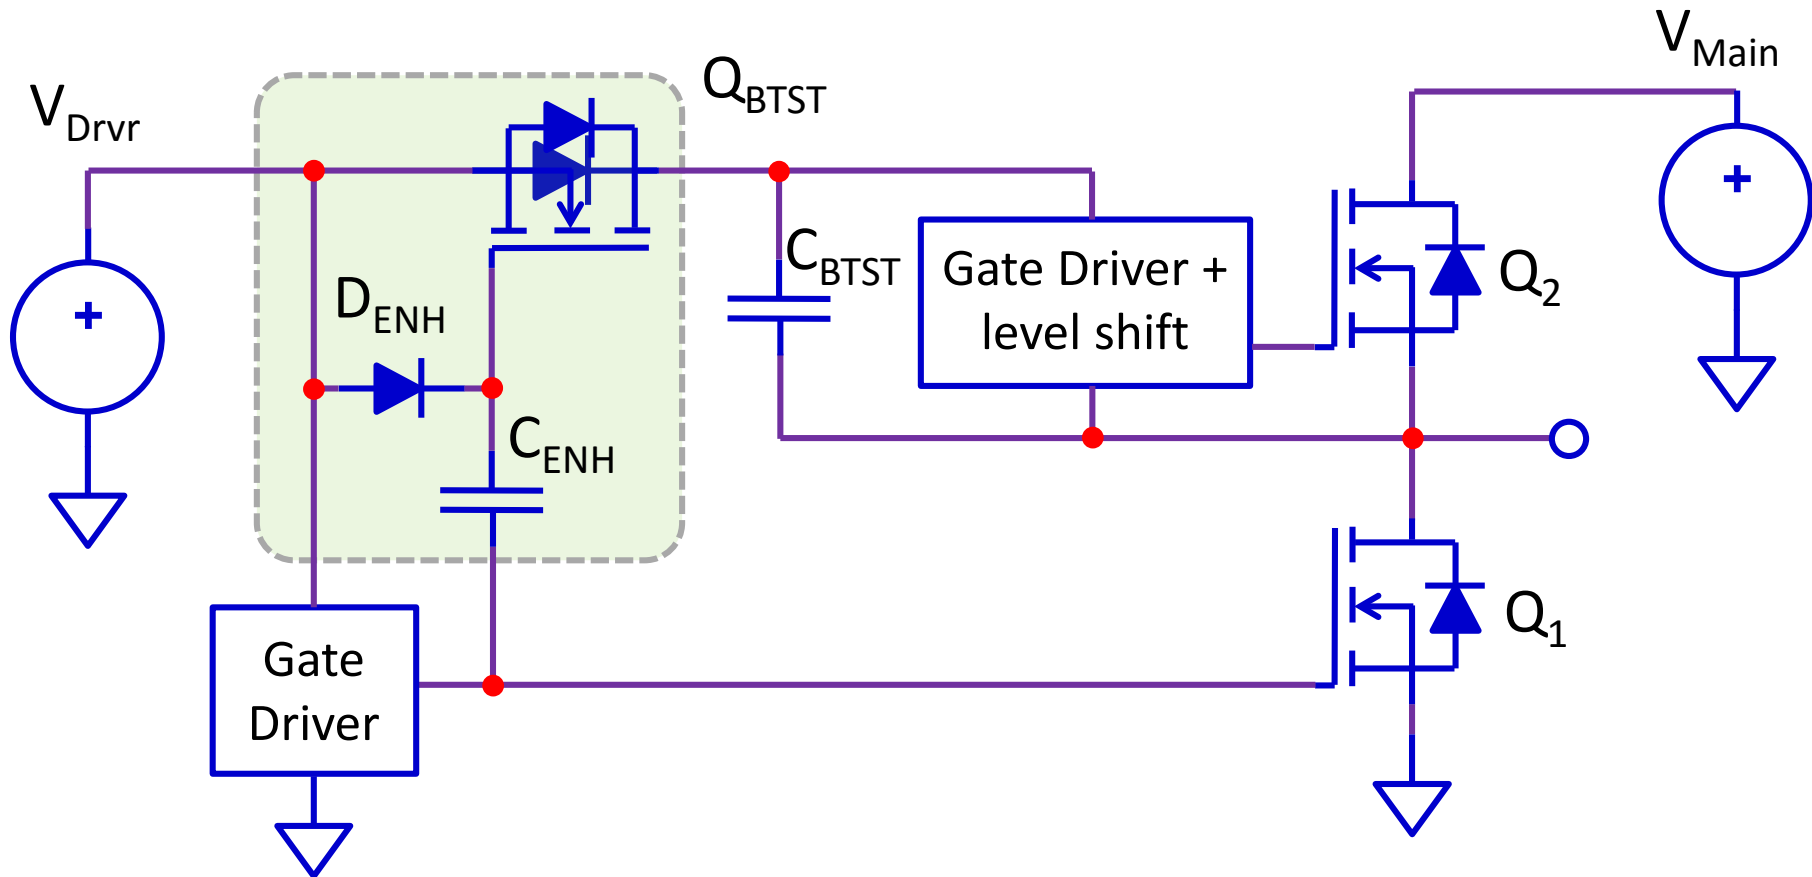 V_Drvr
Q_BTST
V_Main
+
+
D_ENH
C_BTST
Gate Driver +
level shift
Q_2
C_ENH
Q_1
Gate
Driver